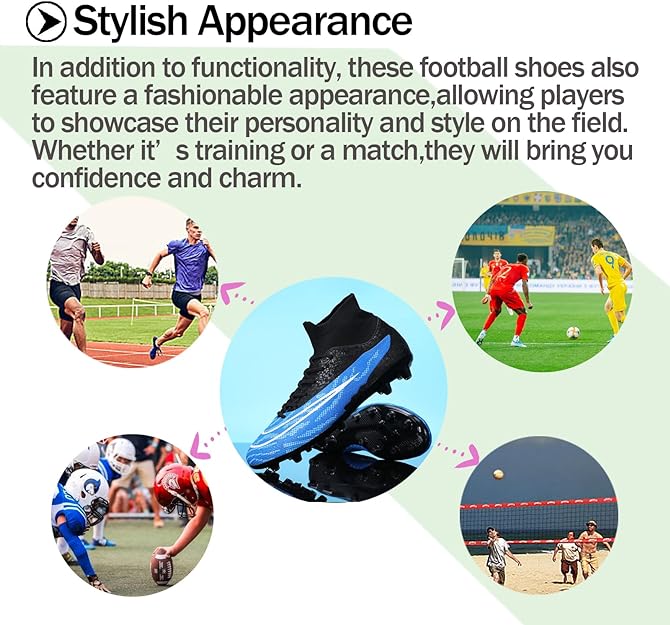 Stylish Appearance
In addition to functionality, these football shoes also
feature a fashionable appearance,allowing players
to showcase their personality and style on the field.
Whether it’ s training or a match,they will bring you
confidence and charm.
9